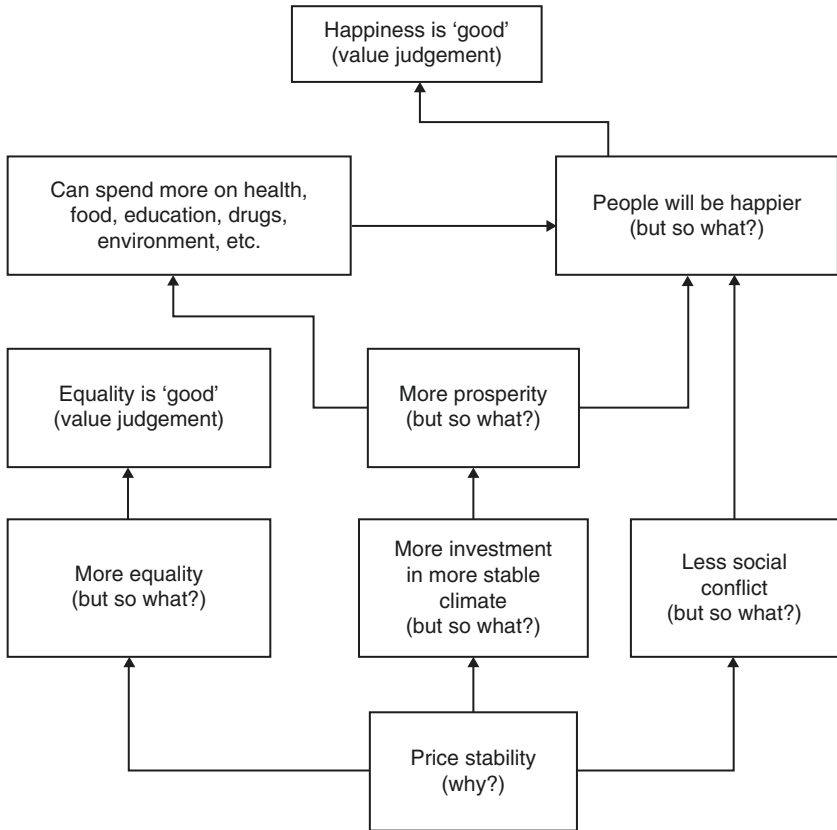 Happiness is ‘good’
(value judgement)
Can spend more on health,
food, education, drugs,
environment, etc.
People will be happier
(but so what?)
Equality is ‘good’
(value judgement)
More prosperity
(but so what?)
More equality
(but so what?)
More investment
in more stable
climate
(but so what?)
Less social
conflict
(but so what?)
Price stability
(why?)